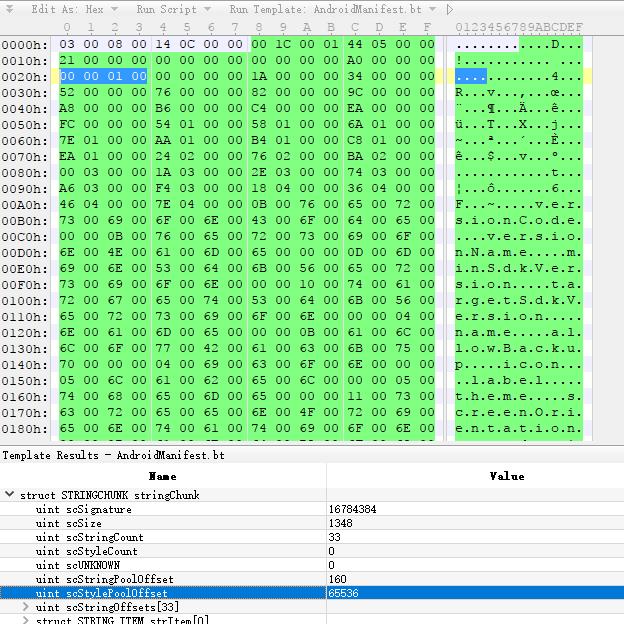 Edit As: Hex Run Script Run Template: AndroidManifest.bt
0 1 2 3 4 5 6 7 8 9 A B C D E F 0123456789ABCDEF
0000h: 03 00 08 00 14 0C 00 00 00 1C 00 01 44 05 00 00 ............D...
0010h: 21 00 00 00 00 00 00 00 00 00 00 00 A0 00 00 00 !........... ...
0020h: 00 00 01 00 00 00 00 00 1A 00 00 00 34 00 00 00 ............4...
0030h: 52 00 00 00 76 00 00 00 82 00 00 00 9C 00 00 00 R...v...‚...œ...
0040h: A8 00 00 00 B6 00 00 00 C4 00 00 00 EA 00 00 00 ¨...¶...Ä...ê...
0050h: FC 00 00 00 54 01 00 00 58 01 00 00 6A 01 00 00 ü...T...X...j...
0060h: 7E 01 00 00 AA 01 00 00 B4 01 00 00 C8 01 00 00 ~...ª...´...È...
0070h: EA 01 00 00 24 02 00 00 76 02 00 00 BA 02 00 00 ê...$...v...º...
0080h: 00 03 00 00 1A 03 00 00 2E 03 00 00 74 03 00 00 ............t...
0090h: A6 03 00 00 F4 03 00 00 18 04 00 00 36 04 00 00 ¦...ô.......6...
00A0h: 46 04 00 00 7E 04 00 00 0B 00 76 00 65 00 72 00 F...~.....v.e.r.
00B0h: 73 00 69 00 6F 00 6E 00 43 00 6F 00 64 00 65 00 s.i.o.n.C.o.d.e.
00C0h: 00 00 0B 00 76 00 65 00 72 00 73 00 69 00 6F 00 ....v.e.r.s.i.o.
00D0h: 6E 00 4E 00 61 00 6D 00 65 00 00 00 0D 00 6D 00 n.N.a.m.e.....m.
00E0h: 69 00 6E 00 53 00 64 00 6B 00 56 00 65 00 72 00 i.n.S.d.k.V.e.r.
00F0h: 73 00 69 00 6F 00 6E 00 00 00 10 00 74 00 61 00 s.i.o.n.....t.a.
0100h: 72 00 67 00 65 00 74 00 53 00 64 00 6B 00 56 00 r.g.e.t.S.d.k.V.
0110h: 65 00 72 00 73 00 69 00 6F 00 6E 00 00 00 04 00 e.r.s.i.o.n.....
0120h: 6E 00 61 00 6D 00 65 00 00 00 0B 00 61 00 6C 00 n.a.m.e.....a.l.
0130h: 6C 00 6F 00 77 00 42 00 61 00 63 00 6B 00 75 00 l.o.w.B.a.c.k.u.
0140h: 70 00 00 00 04 00 69 00 63 00 6F 00 6E 00 00 00 p.....i.c.o.n...
0150h: 05 00 6C 00 61 00 62 00 65 00 6C 00 00 00 05 00 ..l.a.b.e.l.....
0160h: 74 00 68 00 65 00 6D 00 65 00 00 00 11 00 73 00 t.h.e.m.e.....s.
0170h: 63 00 72 00 65 00 65 00 6E 00 4F 00 72 00 69 00 c.r.e.e.n.O.r.i.
0180h: 65 00 6E 00 74 00 61 00 74 00 69 00 6F 00 6E 00 e.n.t.a.t.i.o.n.
Template Results - AndroidManifest.bt
Name Value
struct STRINGCHUNK stringChunk
uint scSignature 16784384
uint scSize 1348
uint scStringCount 33
uint scStyleCount 0
uint scUNKNOWN 0
uint scStringPoolOffset 160
uint scStylePoolOffset 65536
uint scStringOffsets[33]
struct STRING_ITEM strItem[0]